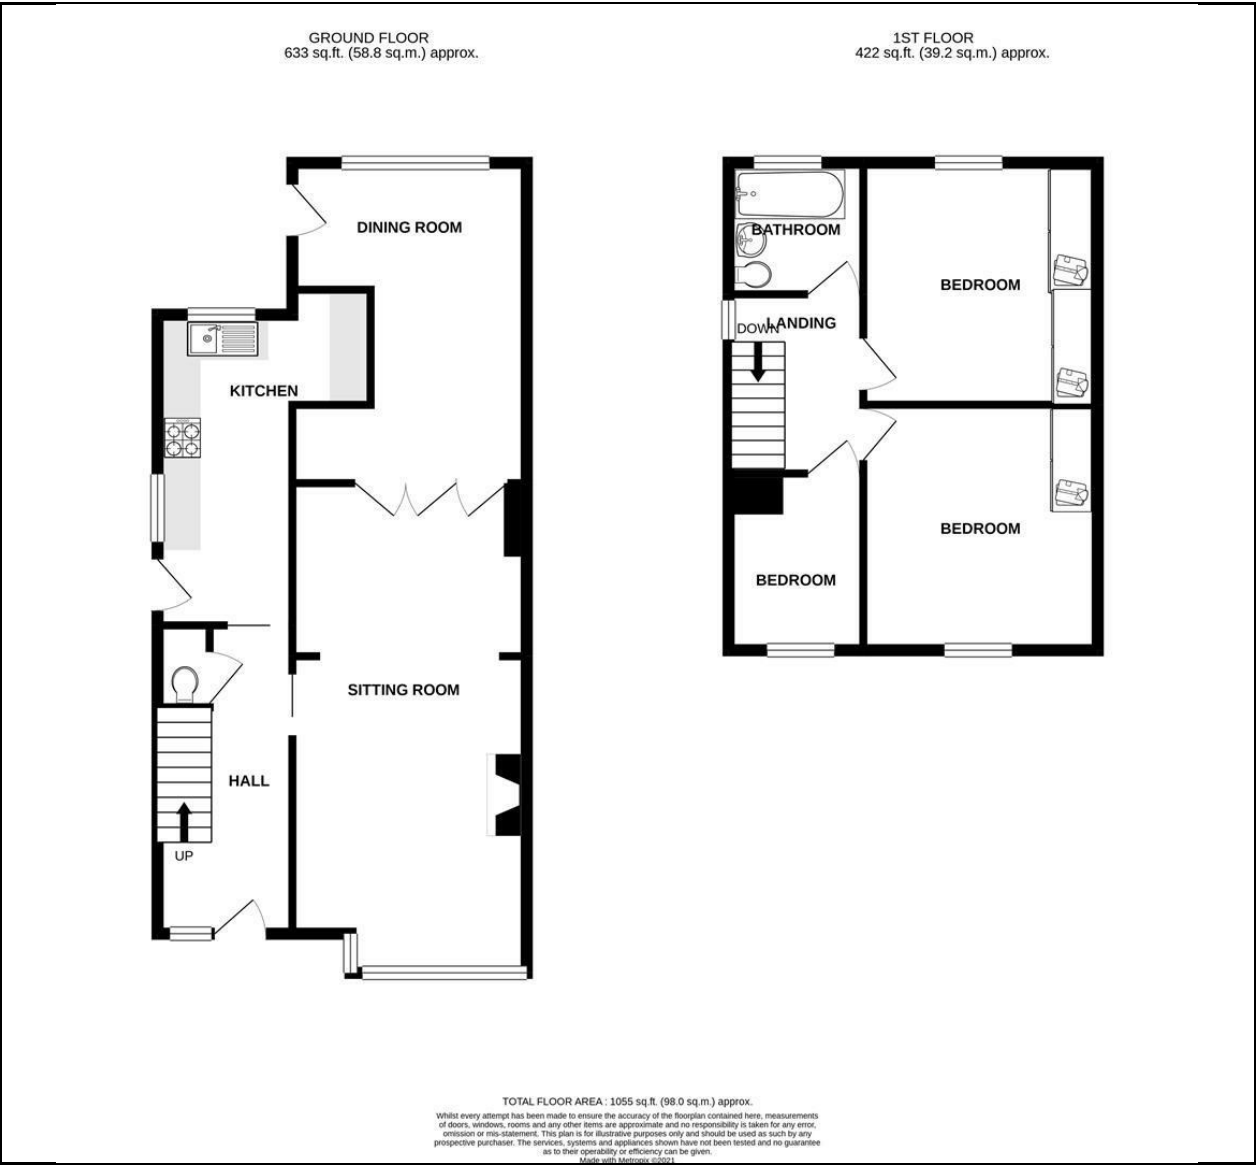 GROUND FLOOR
633 sq.ft. (58.8 sq.m.) approx.
1ST FLOOR
422 sq.ft. (39.2 sq.m.) approx.
DINING ROOM
KITCHEN
SITTING ROOM
HALL
UP
BATHROOM
BEDROOM
LANDING
DOWN
BEDROOM
BEDROOM
TOTAL FLOOR AREA : 1055 sq.ft. (98.0 sq.m.) approx.
Whilst every attempt has been made to ensure the accuracy of the floorplan contained here, measurements
of doors, windows, rooms and any other items are approximate and no responsibility is taken for any error,
omission or mis-statement. This plan is for illustrative purposes only and should be used as such by any
prospective purchaser. The services, systems and appliances shown have not been tested and no guarantee
as to their operability or efficiency can be given.
Made with Metropix ©2021